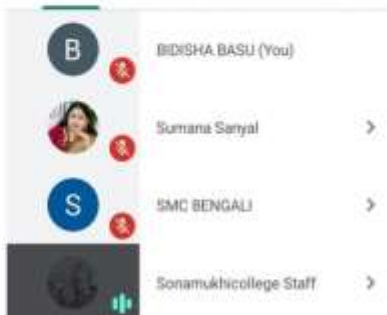 B
BIDISHA BASU (You)
Sumana Sanyal
S
SMC BENGALI
Sonamukhicollege Staff